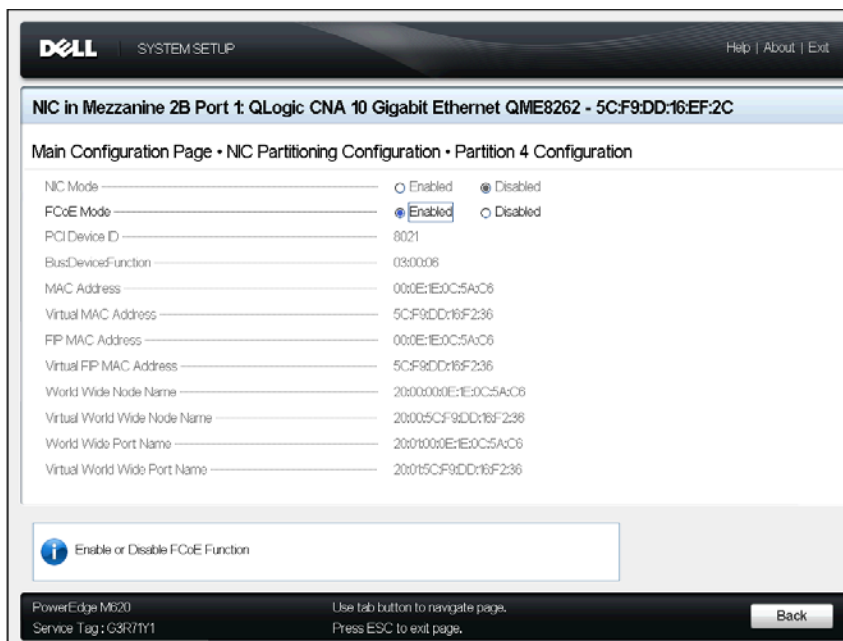 DELL SYSTEM SETUP Help | About | Exit
NIC in Mezzanine 2B Port 1: QLogic CNA 10 Gigabit Ethernet QME8262 - 5C:F9:DD:16:EF:2C
Main Configuration Page • NIC Partitioning Configuration • Partition 4 Configuration
NIC Mode Enabled Disabled
FCoE Mode Enabled Disabled
PCI Device ID 8021
Bus:Device:Function 03:00:06
MAC Address 00:0E:1E:0C:5A:C6
Virtual MAC Address 5C:F9:DD:16:F2:36
FIP MAC Address 00:0E:1E:0C:5A:C6
Virtual FIP MAC Address 5C:F9:DD:16:F2:36
World Wide Node Name 20:00:00:0E:1E:0C:5A:C6
Virtual World Wide Node Name 20:00:5C:F9:DD:16:F2:36
World Wide Port Name 20:01:00:0E:1E:0C:5A:C6
Virtual World Wide Port Name 20:01:5C:F9:DD:16:F2:36
Enable or Disable FCoE Function
PowerEdge M620 Use tab button to navigate page.
Service Tag : G3R71Y1 Press ESC to exit page. Back